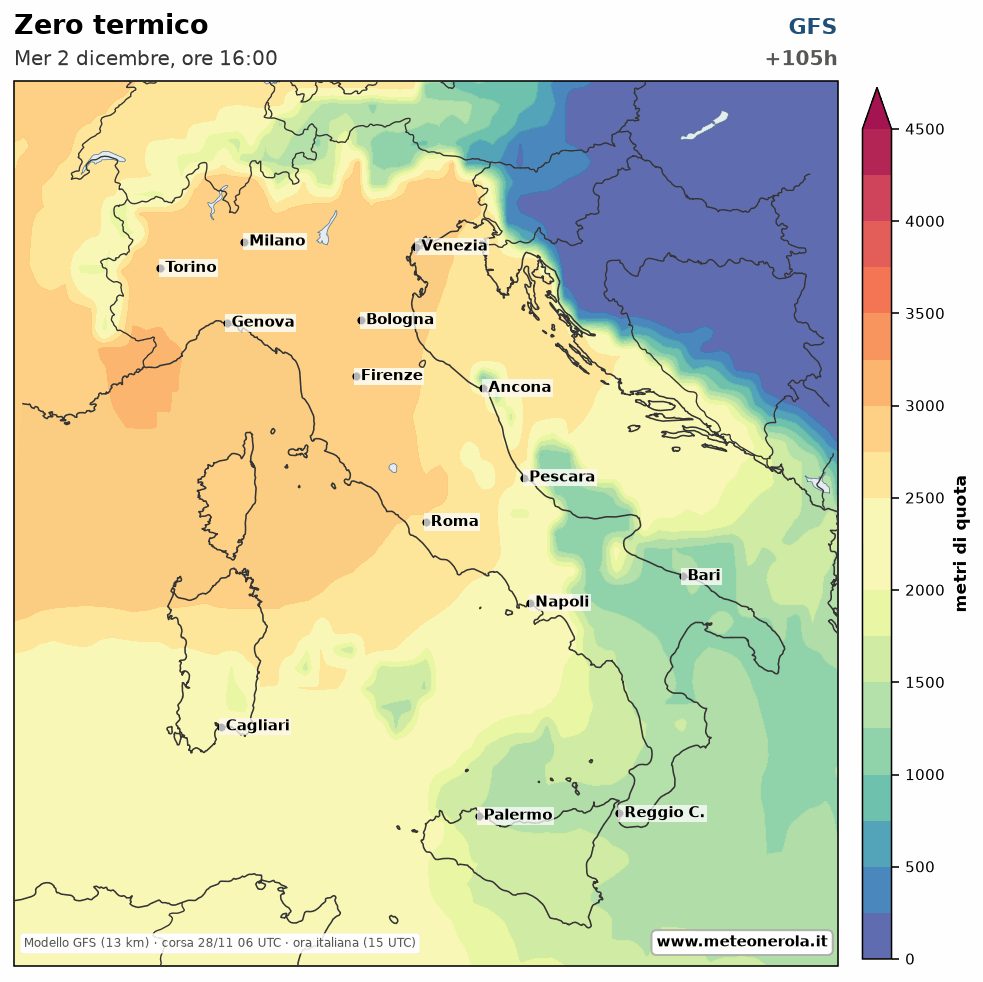 Zero termico
GFS
Mer 2 dicembre, ore 16:00
+105h
Milano
Venezia
Torino
Bologna
Genova
Firenze
Ancona
Pescara
Roma
Bari
Napoli
Cagliari
Palermo
Reggio C.
4500
4000
3500
3000
2500
2000
1500
1000
500
0
metri di quota
Modello GFS (13 km) · corsa 28/11 06 UTC · ora italiana (15 UTC)
www.meteonerola.it